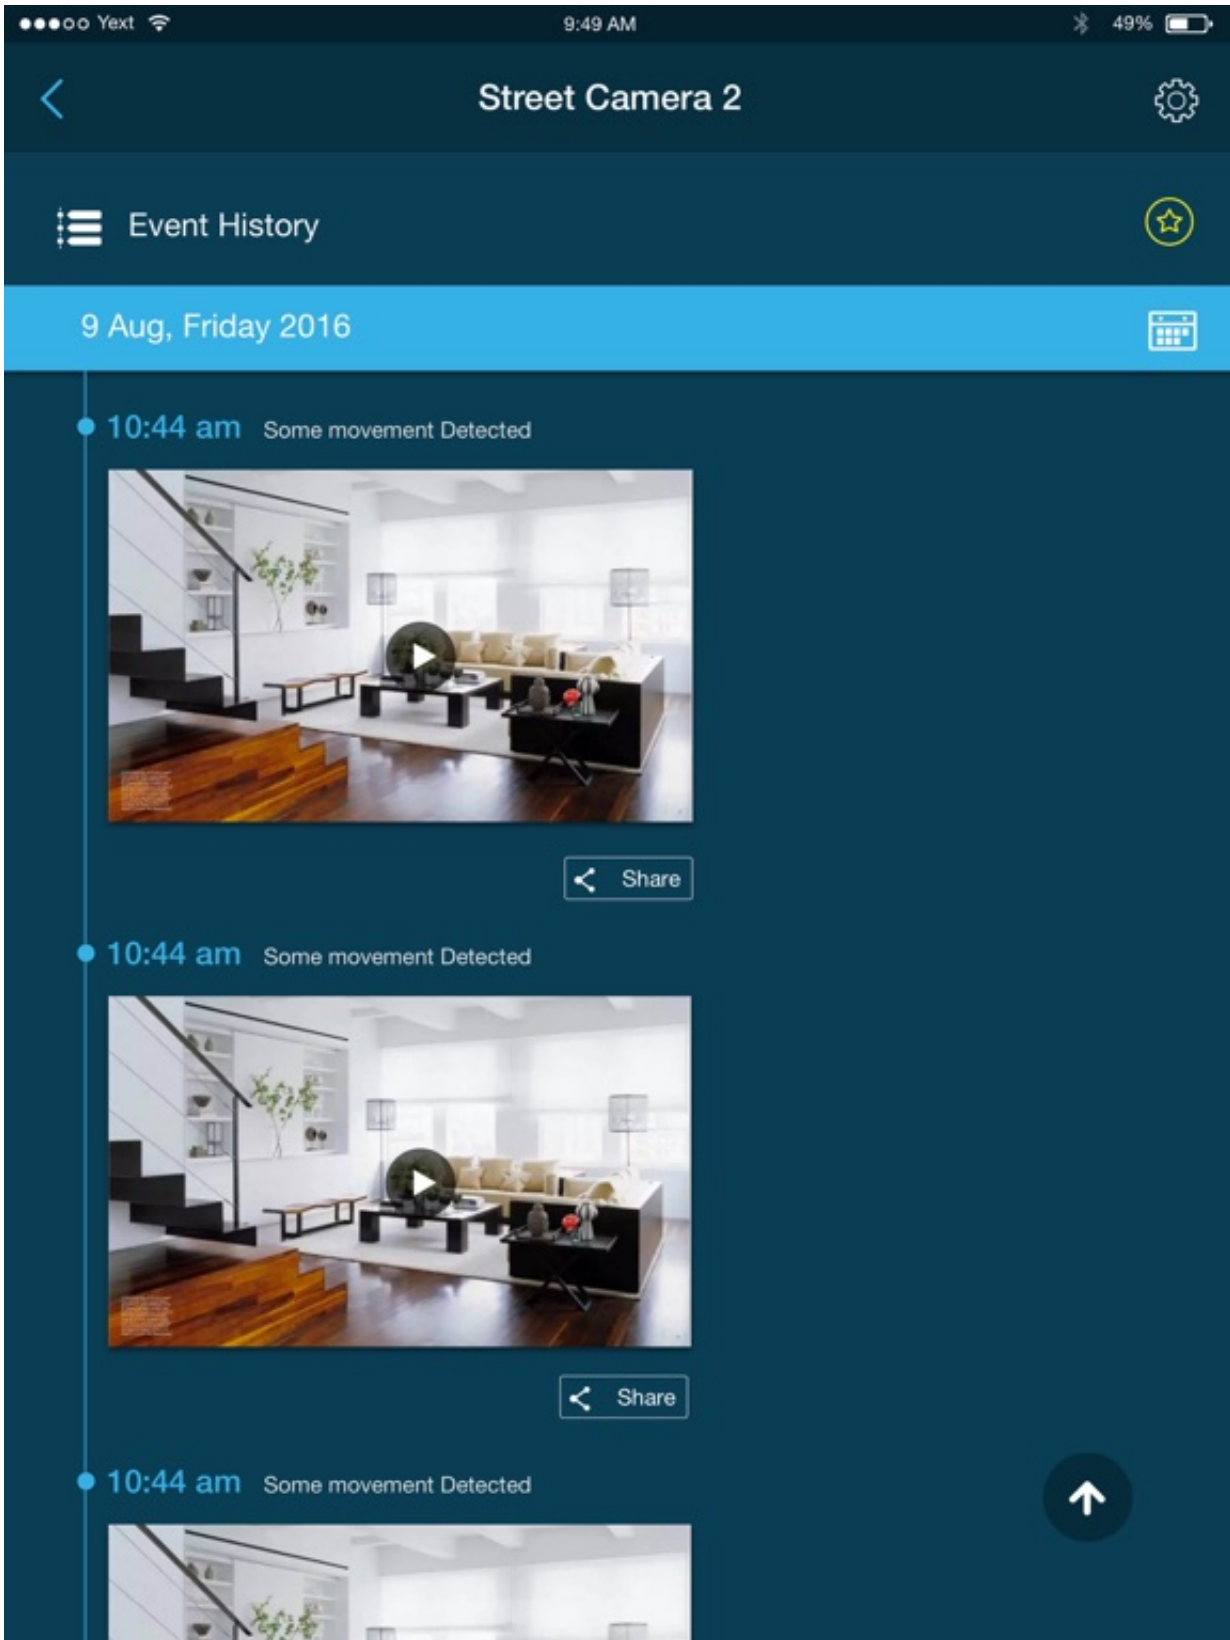 Yext 9:49 AM 49%
Street Camera 2
Event History
9 Aug, Friday 2016
10:44 am Some movement Detected
Share
10:44 am Some movement Detected
Share
10:44 am Some movement Detected